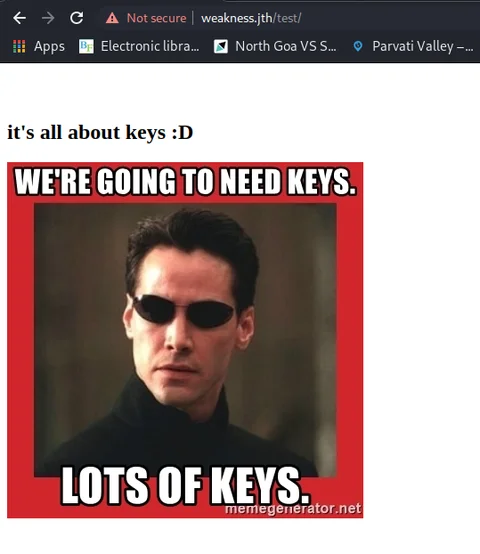 Not secure weakness.jth/test/
Apps Electronic libra... North Goa VS S... Parvati Valley –...
it's all about keys :D
WE'RE GOING TO NEED KEYS.
LOTS OF KEYS.
memegenerator.net